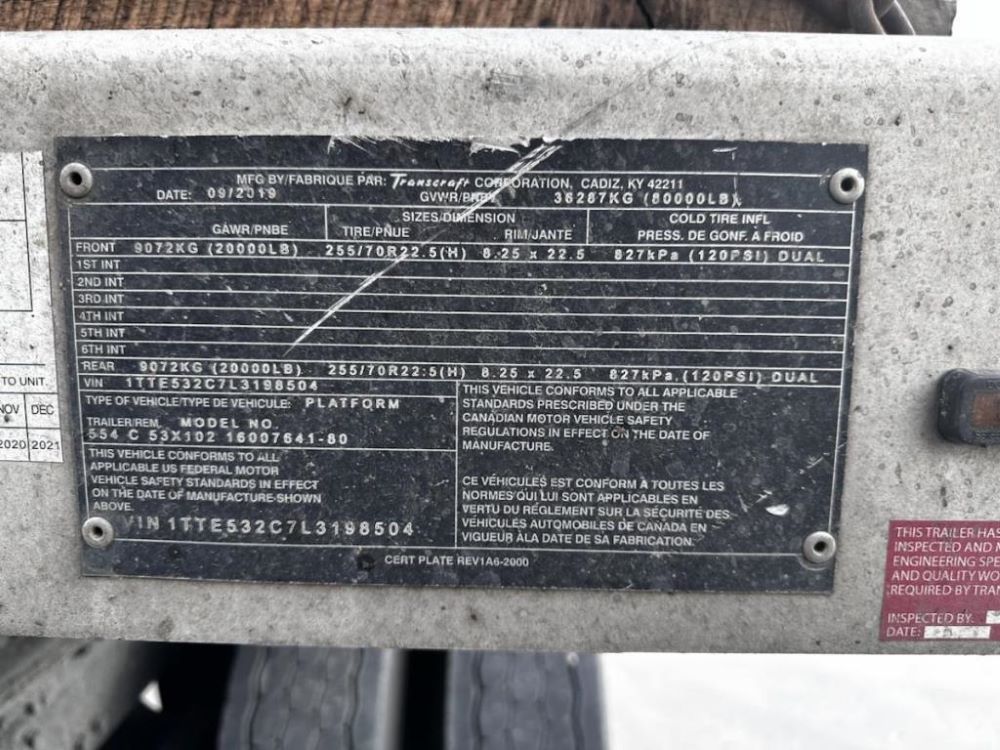 MFG BY/FABRIQUE PAR: Transcraft CORPORATION, CADIZ, KY 42211
DATE: 09/2019 GVWR/PNBV 36287KG (80000LB)
SIZES/DIMENSION COLD TIRE INFL
GAWR/PNBE TIRE/PNUE RIM/JANTE PRESS. DE GONF. À FROID
FRONT 9072KG (20000LB) 255/70R22.5(H) 8.25 x 22.5 827kPa (120PSI) DUAL
1ST INT
2ND INT
3RD INT
4TH INT
5TH INT
6TH INT
REAR 9072KG (20000LB) 255/70R22.5(H) 8.25 x 22.5 827kPa (120PSI) DUAL
VIN 1TTE532C7L3198504
TYPE OF VEHICLE/TYPE DE VEHICULE: PLATFORM
TRAILER/REM. MODEL NO.
554 C 53X102 16007641-80
THIS VEHICLE CONFORMS TO ALL
APPLICABLE US FEDERAL MOTOR
VEHICLE SAFETY STANDARDS IN EFFECT
ON THE DATE OF MANUFACTURE SHOWN
ABOVE.
VIN 1TTE532C7L3198504
THIS VEHICLE CONFORMS TO ALL APPLICABLE
STANDARDS PRESCRIBED UNDER THE
CANADIAN MOTOR VEHICLE SAFETY
REGULATIONS IN EFFECT ON THE DATE OF
MANUFACTURE.
CE VÉHICULES EST CONFORM À TOUTES LES
NORMES QUI LUI SONT APPLICABLES EN
VERTU DU RÉGLEMENT SUR LA SÉCURITÉ DES
VÉHICULES AUTOMOBILES DE CANADA EN
VIGUEUR À LA DATE DE SA FABRICATION.
CERT PLATE REV1A6-2000
TO UNIT.
NOV DEC
2020 2021
THIS TRAILER HAS
INSPECTED AND
ENGINEERING SPE
AND QUALITY WO
REQUIRED BY TRAN
INSPECTED BY:
DATE: